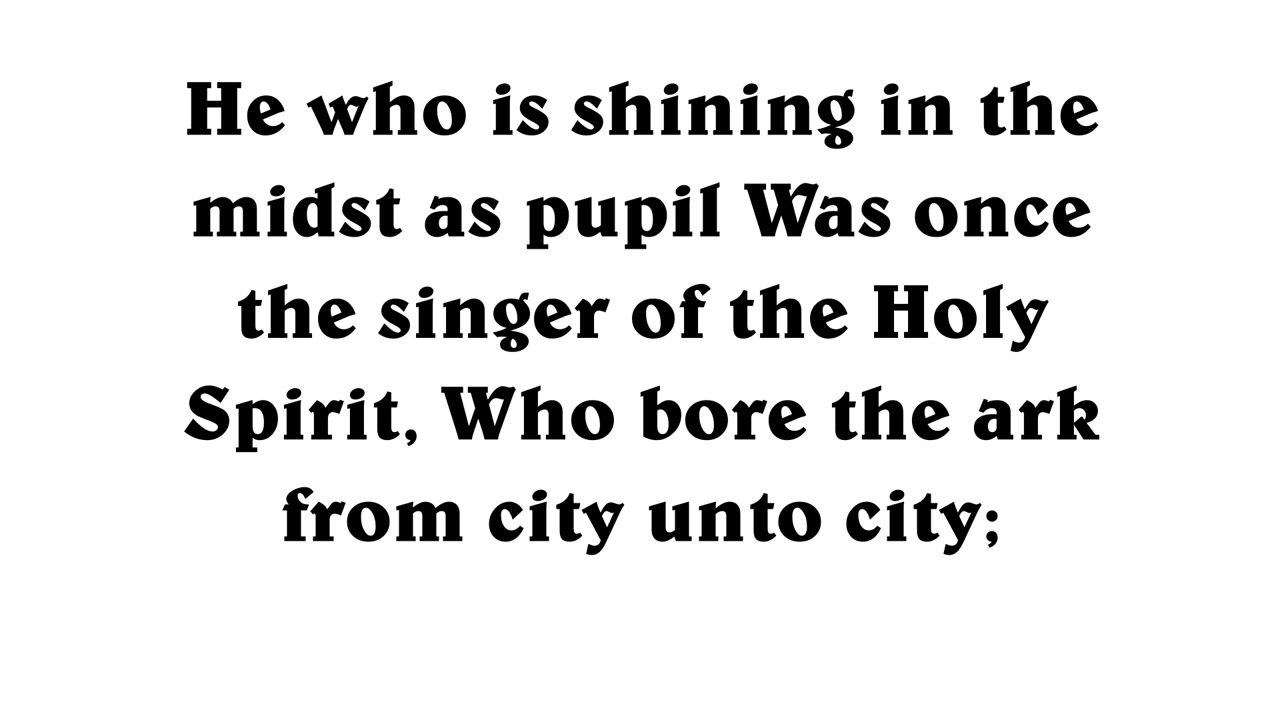 He who is shining in the
midst as pupil Was once
the singer of the Holy
Spirit, Who bore the ark
from city unto city;